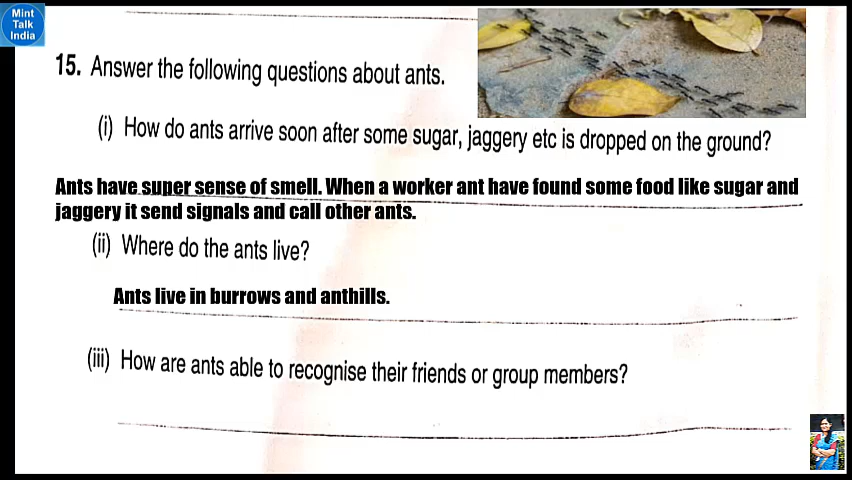 Mint
Talk
India
15. Answer the following questions about ants.
(i) How do ants arrive soon after some sugar, jaggery etc is dropped on the ground?
Ants have super sense of smell. When a worker ant have found some food like sugar and
jaggery it send signals and call other ants.
(ii) Where do the ants live?
Ants live in burrows and anthills.
(iii) How are ants able to recognise their friends or group members?